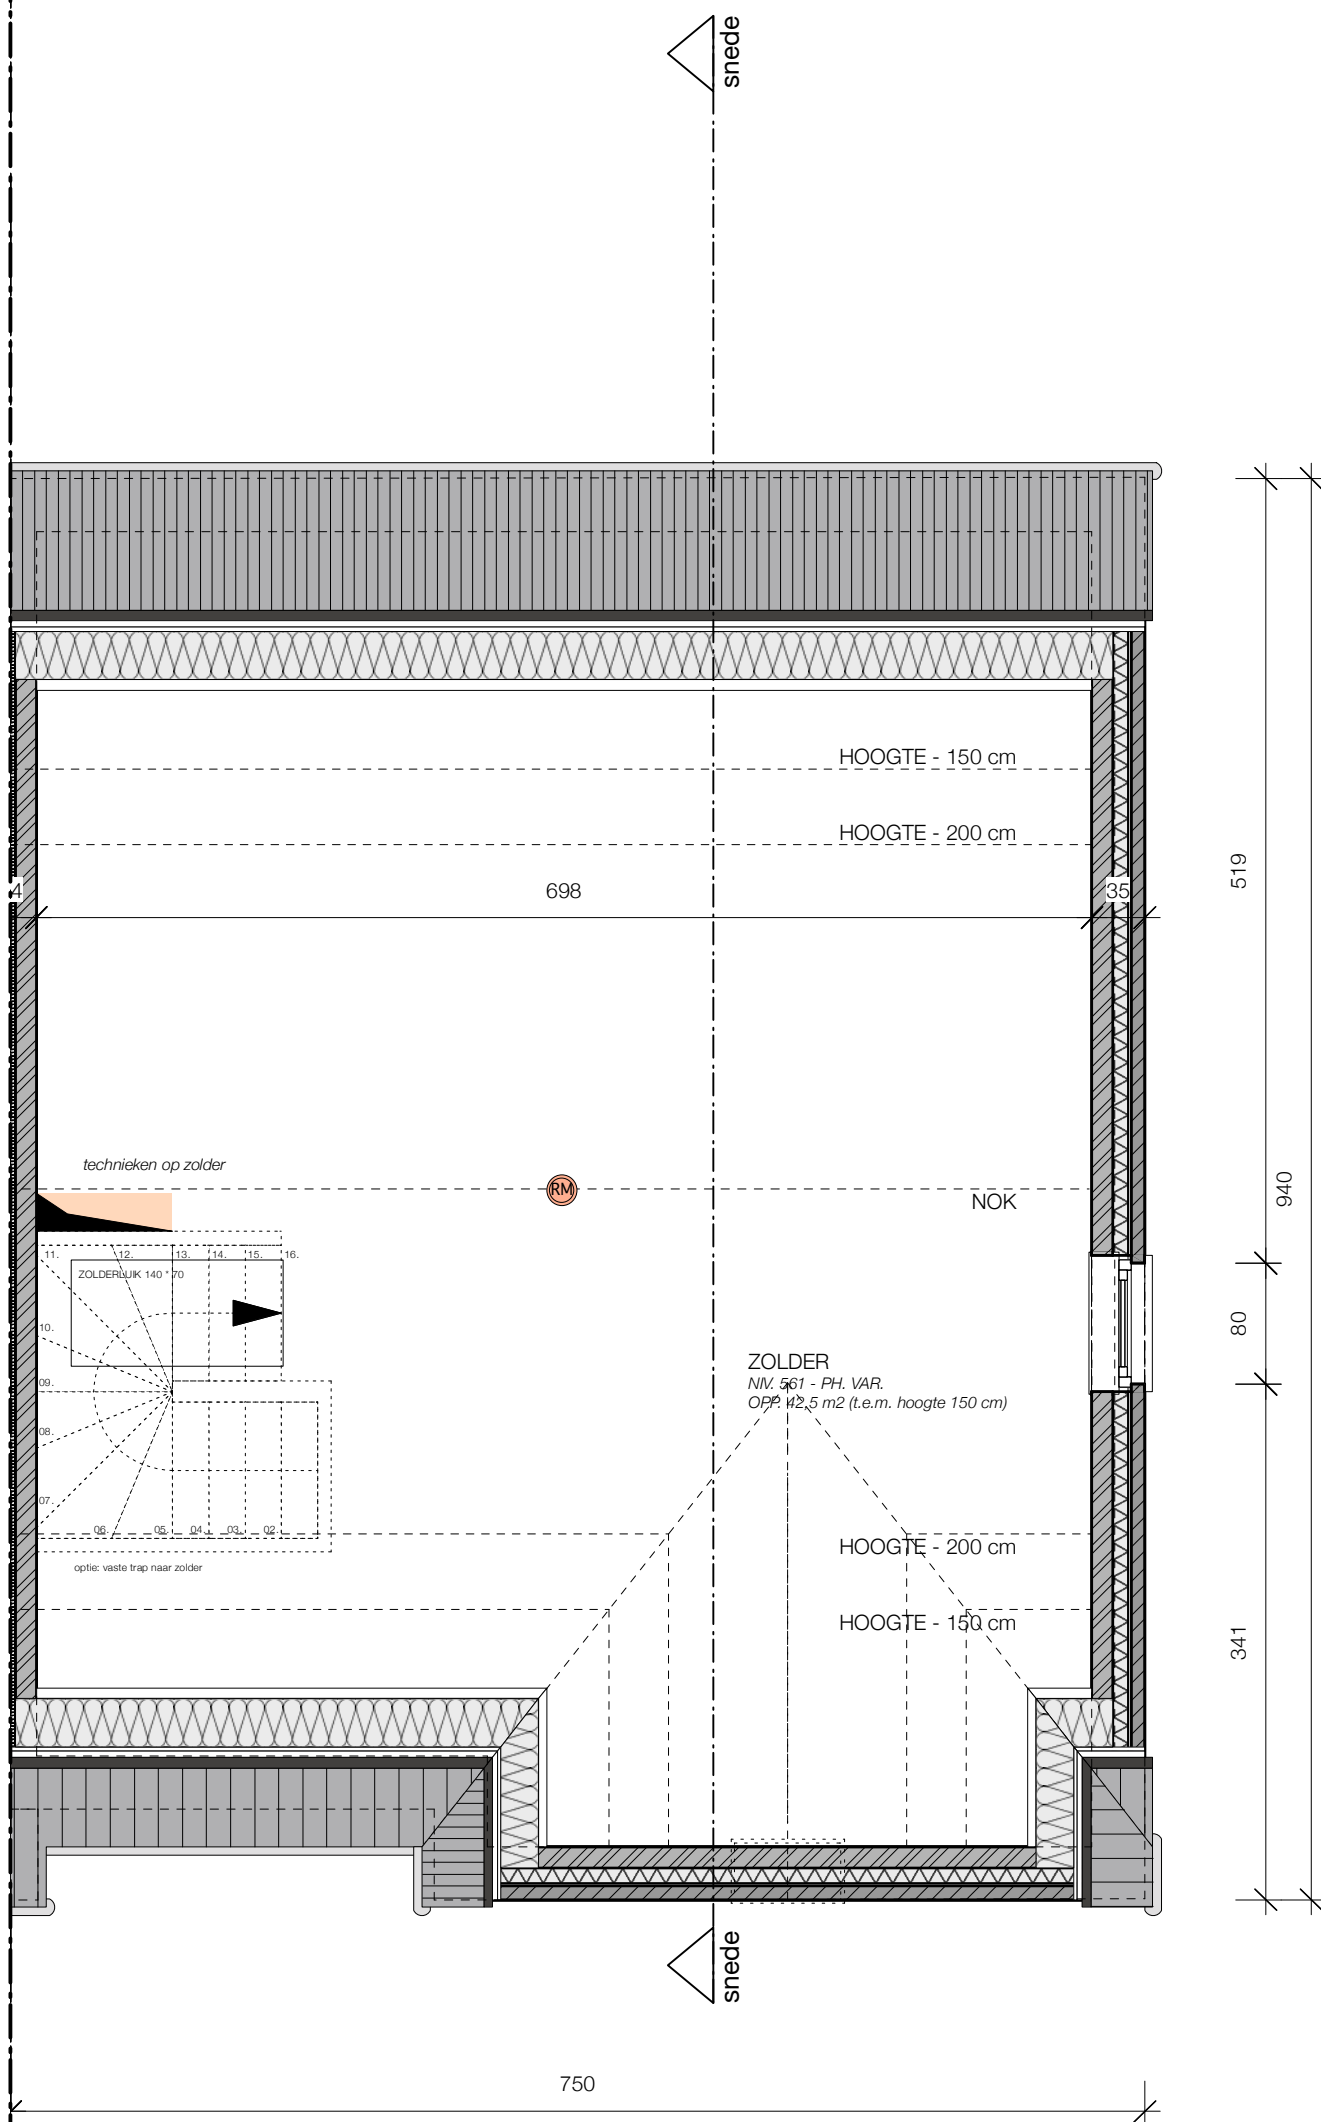 snede
HOOGTE - 150 cm
HOOGTE - 200 cm
4
698
35
519
technieken op zolder
RM
NOK
940
11.
12.
13.
14.
15.
16.
ZOLDERLUIK 140 * 70
10.
80
ZOLDER
NIV. 561 - PH. VAR.
OPP. 42,5 m2 (t.e.m. hoogte 150 cm)
09.
08.
07.
06.
05.
04.
03.
02.
HOOGTE - 200 cm
optie: vaste trap naar zolder
HOOGTE - 150 cm
341
snede
750